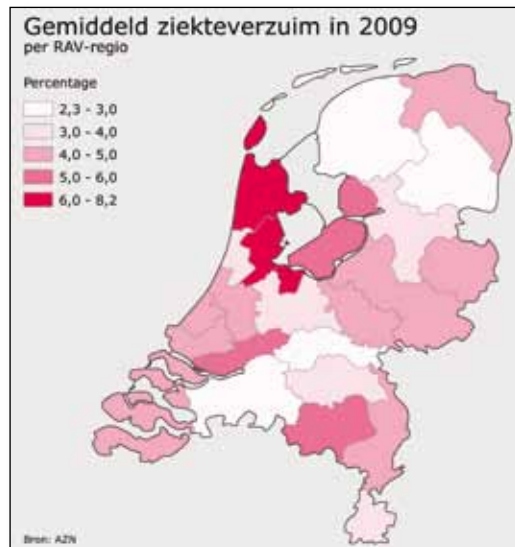 Gemiddeld ziekteverzuim in 2009
per RAV-regio
Percentage
2,3 - 3,0
3,0 - 4,0
4,0 - 5,0
5,0 - 6,0
6,0 - 8,2
Bron: AZN